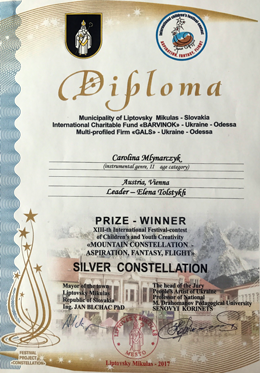 Diploma
Municipality of Liptovsky Mikulas - Slovakia
International Charitable Fund «BARVINOK» - Ukraine - Odessa
Multi-profiled Firm «GALS» - Ukraine - Odessa
Carolina Mlynarczyk
(instrumental genre, II age category)
Austria, Vienna
Leader – Elena Tolstykh
PRIZE - WINNER
XIII-th International Festival-contest
of Children's and Youth Creativity
«MOUNTAIN CONSTELLATION -
ASPIRATION, FANTASY, FLIGHT»
SILVER CONSTELLATION
Mayor of the town
Liptovsky Mikulas
Republic of Slovakia
Ing. JAN BLCHAC PhD
The head of the Jury
People's Artist of Ukraine
Professor of National
M. Drahomanov Pedagogical University
SENOVYI KORINETS
FESTIVAL
PROJECT of
«CONSTELLATION»
Liptovsky Mikulas - 2017